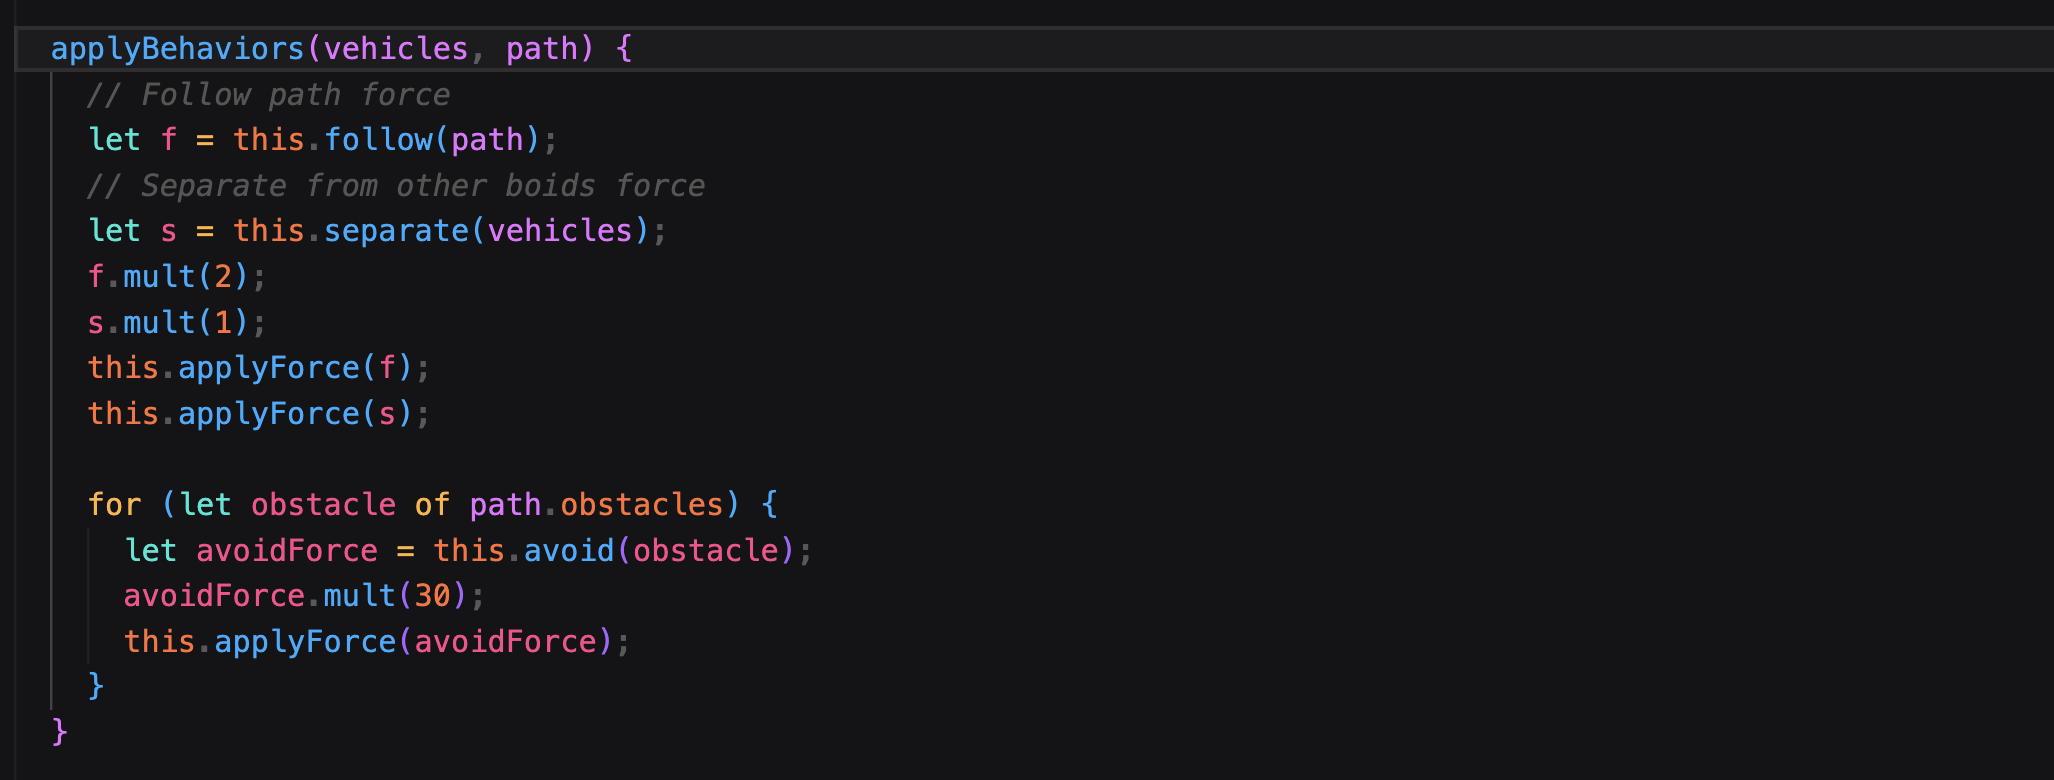 applyBehaviors(vehicles, path) {
// Follow path force
let f = this.follow(path);
// Separate from other boids force
let s = this.separate(vehicles);
f.mult(2);
s.mult(1);
this.applyForce(f);
this.applyForce(s);
for (let obstacle of path.obstacles) {
let avoidForce = this.avoid(obstacle);
avoidForce.mult(30);
this.applyForce(avoidForce);
}
}